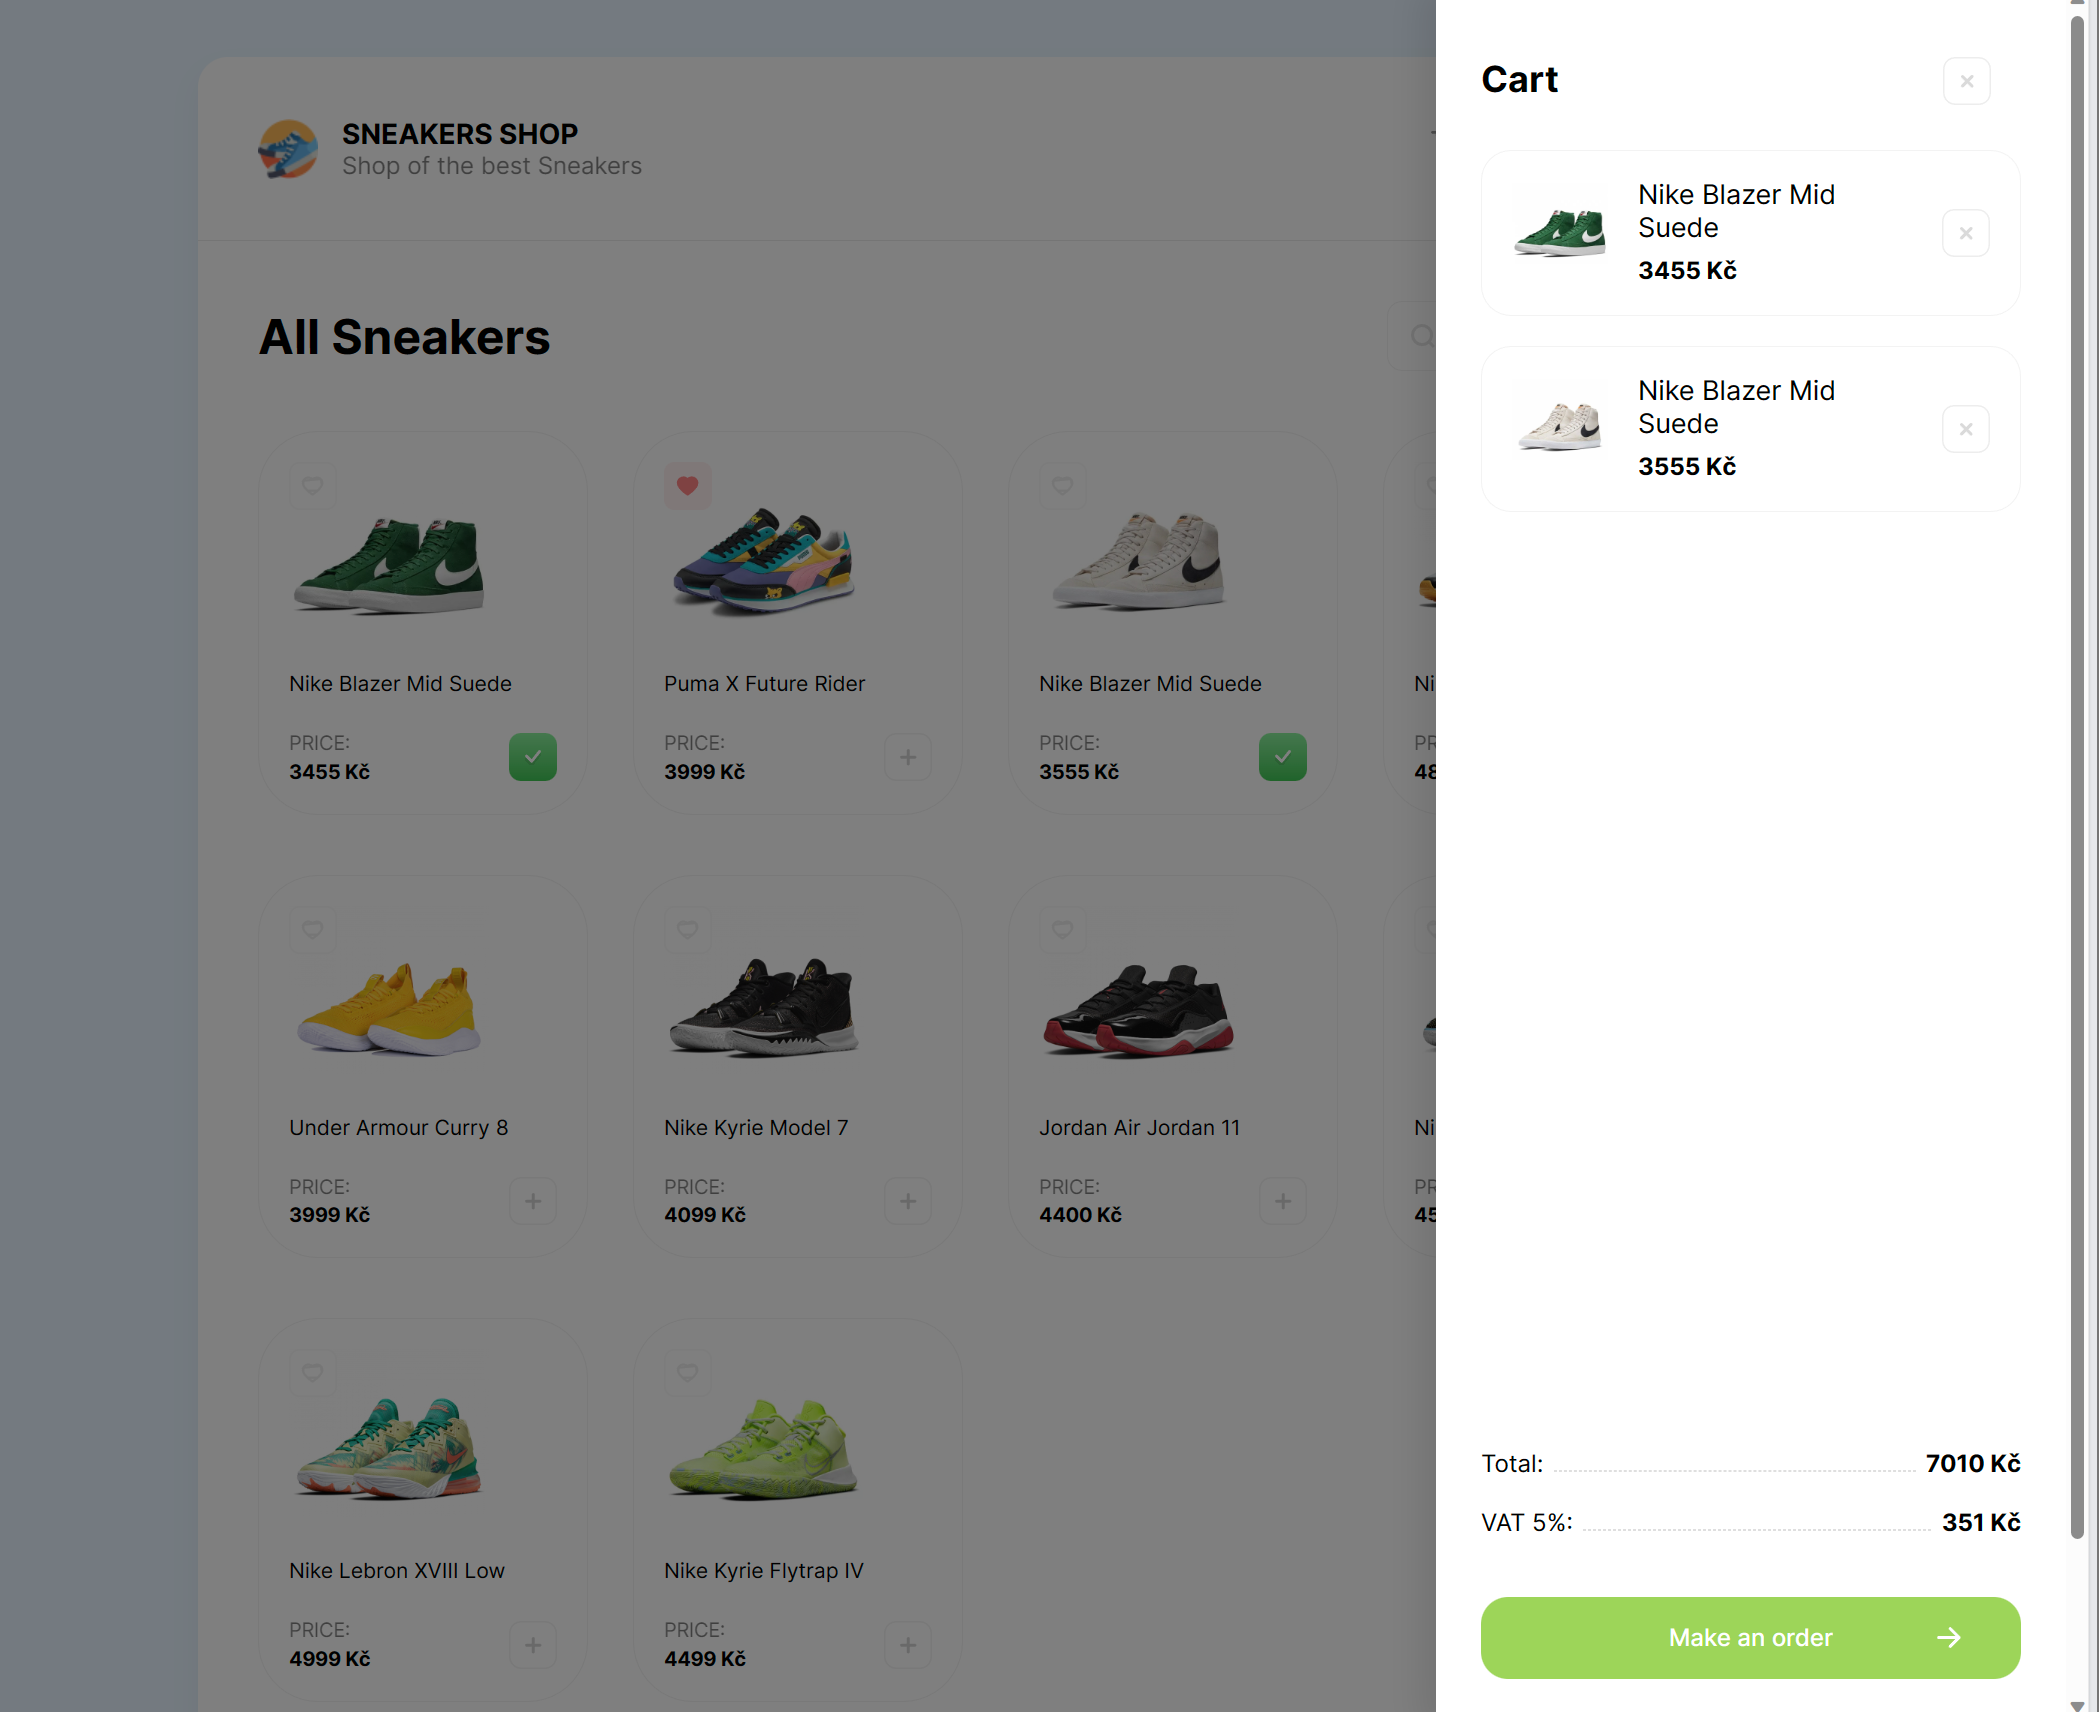 SNEAKERS SHOP
Shop of the best Sneakers
All Sneakers
Nike Blazer Mid Suede
PRICE:
3455 Kč
Puma X Future Rider
PRICE:
3999 Kč
Nike Blazer Mid Suede
PRICE:
3555 Kč
Ni
PR
48
Under Armour Curry 8
PRICE:
3999 Kč
Nike Kyrie Model 7
PRICE:
4099 Kč
Jordan Air Jordan 11
PRICE:
4400 Kč
Ni
PR
45
Nike Lebron XVIII Low
PRICE:
4999 Kč
Nike Kyrie Flytrap IV
PRICE:
4499 Kč
Cart
Nike Blazer Mid
Suede
3455 Kč
Nike Blazer Mid
Suede
3555 Kč
Total: 7010 Kč
VAT 5%: 351 Kč
Make an order